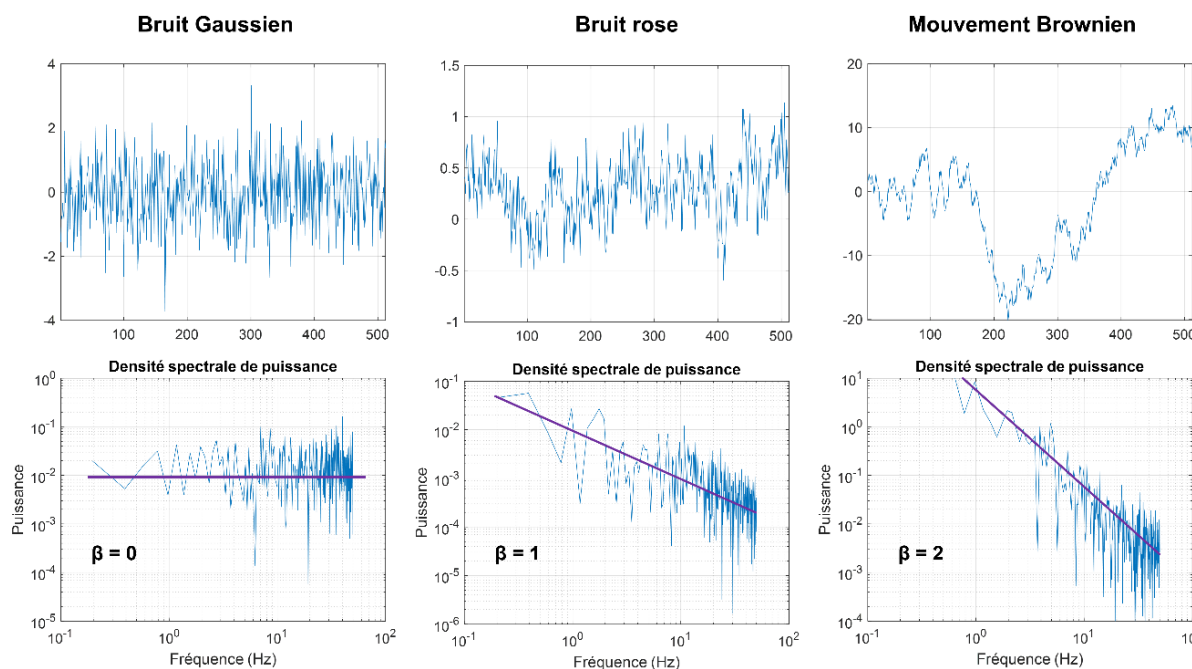 Bruit Gaussien
Bruit rose
Mouvement Brownien
4
2
0
-2
-4
100 200 300 400 500
1.5
1
0.5
0
-0.5
-1
100 200 300 400 500
20
10
0
-10
-20
100 200 300 400 500
Densité spectrale de puissance
Puissance
10^0
10^-1
10^-2
10^-3
10^-4
10^-5
β = 0
10^-1 10^0 10^1 10^2
Fréquence (Hz)
Densité spectrale de puissance
Puissance
10^-1
10^-2
10^-3
10^-4
10^-5
10^-6
β = 1
10^-1 10^0 10^1 10^2
Fréquence (Hz)
Densité spectrale de puissance
Puissance
10^1
10^0
10^-1
10^-2
10^-3
10^-4
β = 2
10^-1 10^0 10^1 10^2
Fréquence (Hz)